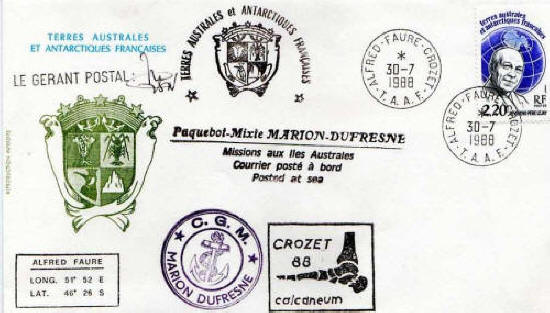 TERRES AUSTRALES
ET ANTARCTIQUES FRANÇAISES
LE GERANT POSTAL
TERRES AUSTRALES et ANTARCTIQUES FRANÇAISES
ALFRED-FAURE-CROZET
30-7
1988
T.A.A.F.
terres australes
et antarctiques françaises
RF
2,20
ALFRED-FAURE-CROZET
30-7
1988
T.A.A.F.
Paquebot-Mixte MARION-DUFRESNE
Missions aux Iles Australes
Courrier posté à bord
Posted at sea
C.G.M.
MARION DUFRESNE
CROZET
88
calcaneum
ALFRED FAURE
LONG. 51° 52 E
LAT. 46° 26 S